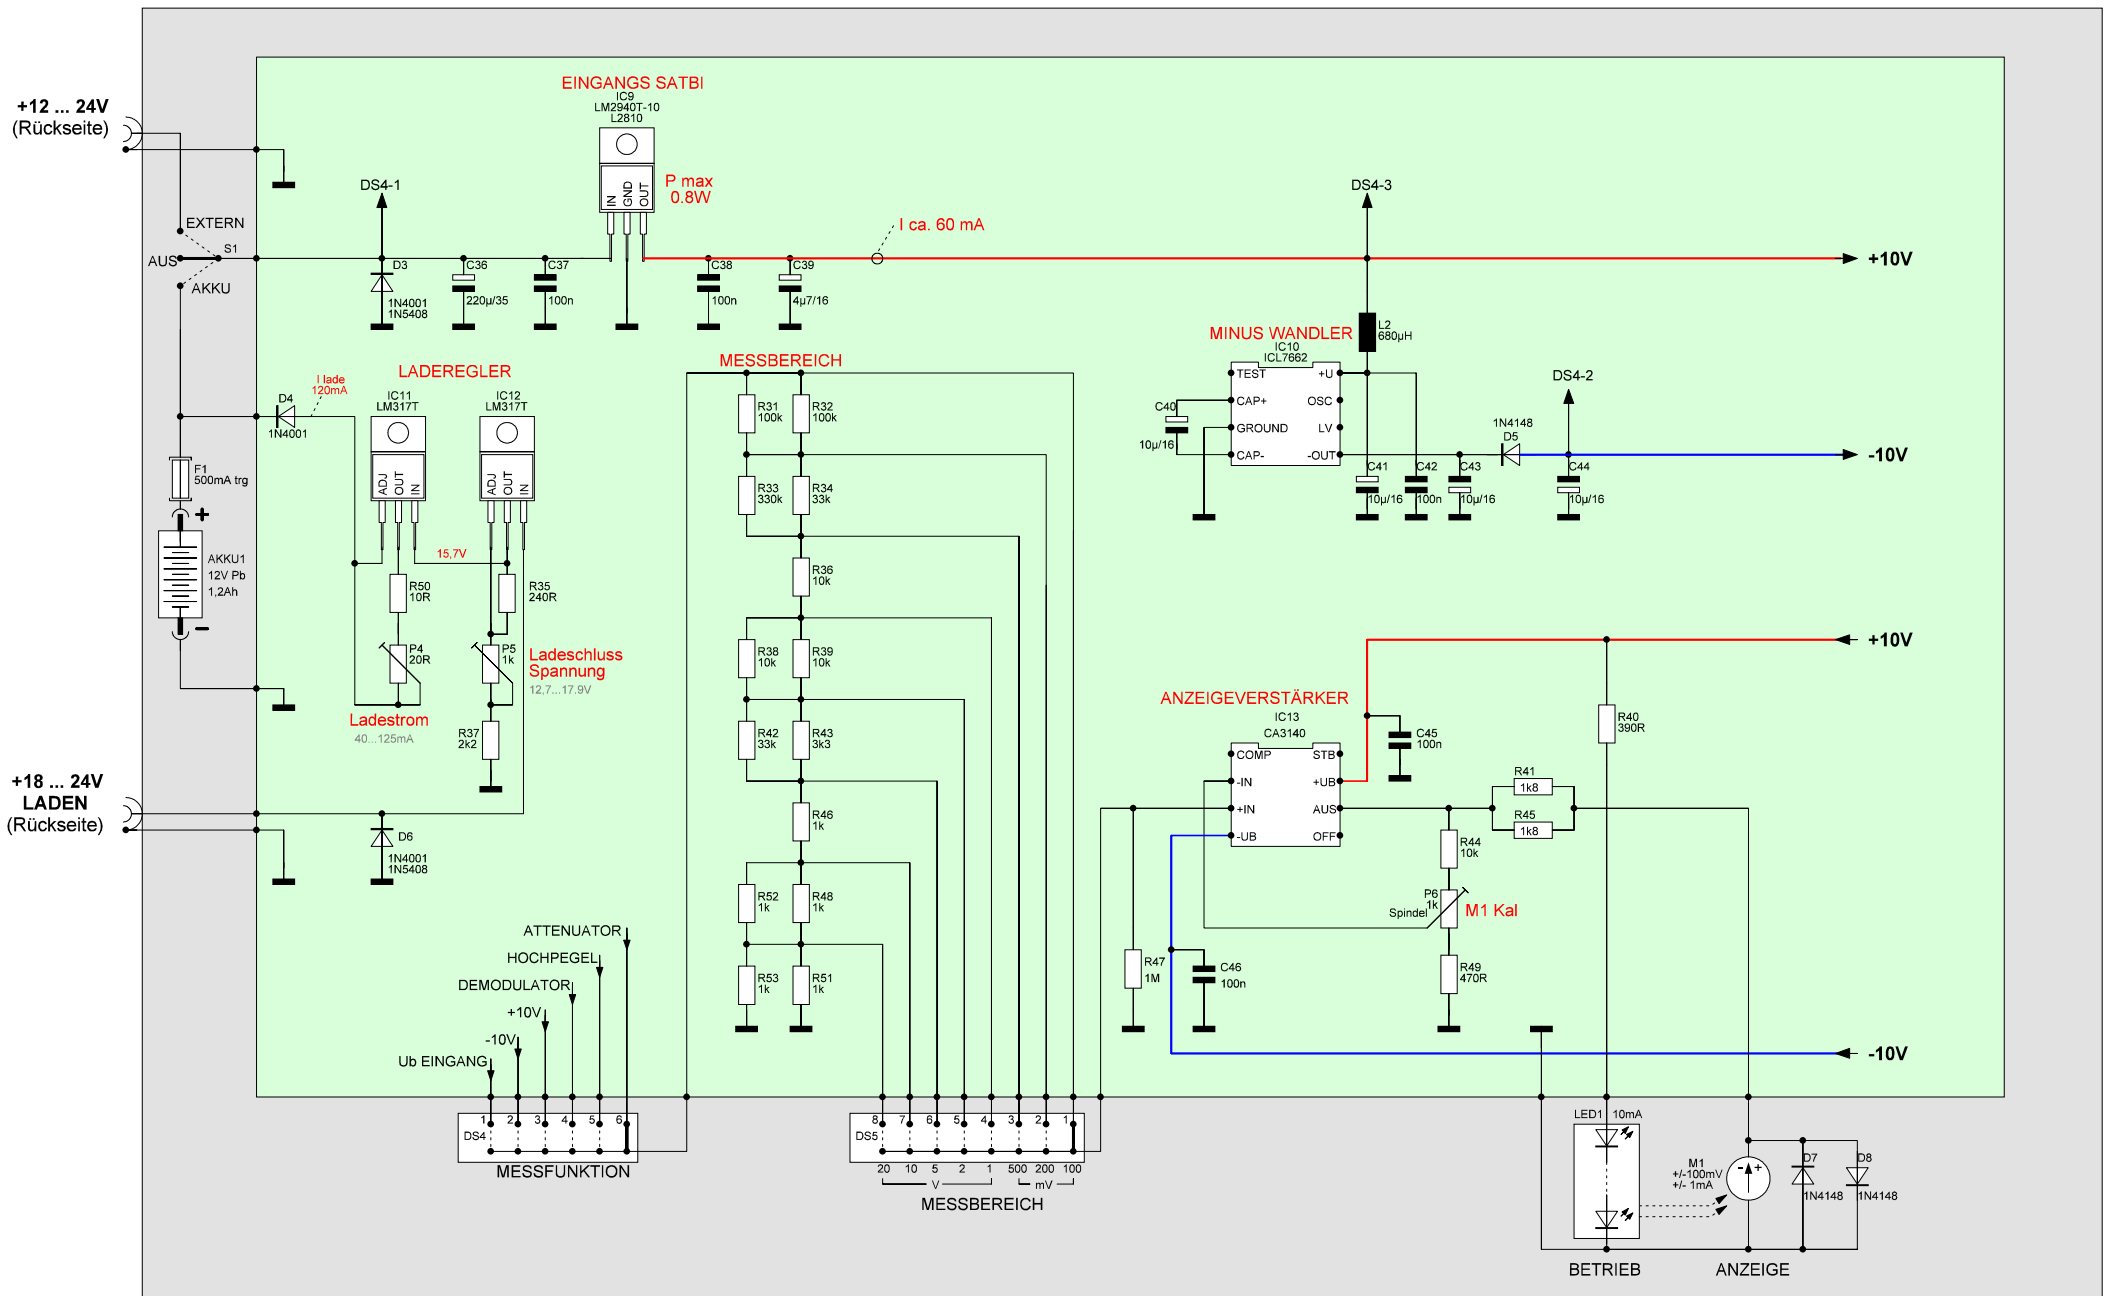 +12 ... 24V
(Rückseite)
EXTERN
S1
AUS
AKKU
DS4-1
D3
1N4001
1N5408
C36
220µ/35
C37
100n
EINGANGS SATBI
IC9
LM2940T-10
L2810
IN
GND
OUT
P max
0.8W
C38
100n
C39
4µ7/16
I ca. 60 mA
DS4-3
+10V
L2
680µH
MINUS WANDLER
IC10
ICL7662
TEST
+U
CAP+
OSC
GROUND
LV
CAP-
-OUT
C40
10µ/16
C41
10µ/16
C42
100n
C43
10µ/16
1N4148
D5
DS4-2
C44
10µ/16
-10V
I lade
120mA
D4
1N4001
LADEREGLER
IC11
LM317T
ADJ
OUT
IN
IC12
LM317T
ADJ
OUT
IN
F1
500mA trg
+
AKKU1
12V Pb
1,2Ah
−
15,7V
R50
10R
R35
240R
P4
20R
P5
1k
Ladeschluss
Spannung
12,7...17.9V
Ladestrom
40...125mA
R37
2k2
+18 ... 24V
LADEN
(Rückseite)
D6
1N4001
1N5408
MESSBEREICH
R31
100k
R32
100k
R33
330k
R34
33k
R36
10k
R38
10k
R39
10k
R42
33k
R43
3k3
R46
1k
R52
1k
R48
1k
R53
1k
R51
1k
+10V
ANZEIGEVERSTÄRKER
IC13
CA3140
COMP
STB
-IN
+UB
+IN
AUS
-UB
OFF
C45
100n
R40
390R
R41
1k8
R45
1k8
R44
10k
P6
1k
Spindel
M1 Kal
R49
470R
R47
1M
C46
100n
-10V
ATTENUATOR
HOCHPEGEL
DEMODULATOR
+10V
-10V
Ub EINGANG
1 2 3 4 5 6
DS4
MESSFUNKTION
8 7 6 5 4 3 2 1
DS5
20 10 5 2 1 500 200 100
V mV
MESSBEREICH
LED1 10mA
M1
+/-100mV
+/- 1mA
- +
D7
1N4148
D8
1N4148
BETRIEB
ANZEIGE